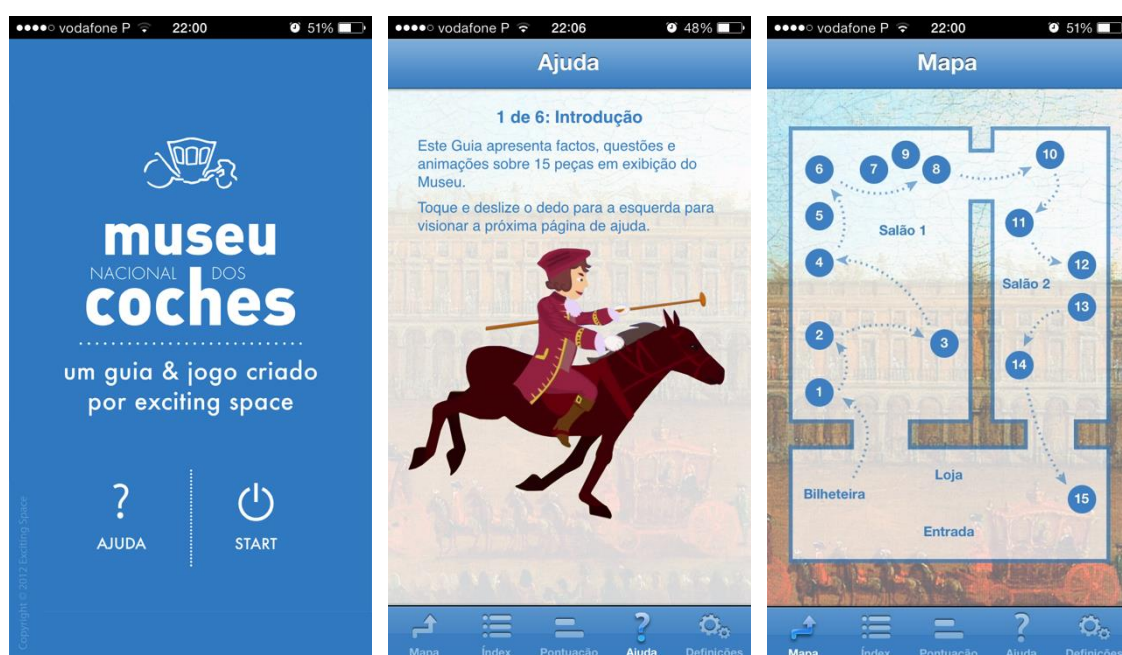 vodafone P 22:00 51%
museu
NACIONAL DOS
coches
um guia & jogo criado
por exciting space
?
AJUDA
START
Copyright © 2012 Exciting Space
vodafone P 22:06 48%
Ajuda
1 de 6: Introdução
Este Guia apresenta factos, questões e
animações sobre 15 peças em exibição do
Museu.
Toque e deslize o dedo para a esquerda para
visionar a próxima página de ajuda.
Mapa Índex Pontuação Ajuda Definições
vodafone P 22:00 51%
Mapa
6 7 9 8 10
5 Salão 1 11
4 12
Salão 2
13
2 3 14
1
Loja
Bilheteira 15
Entrada
Mapa Índex Pontuação Ajuda Definições